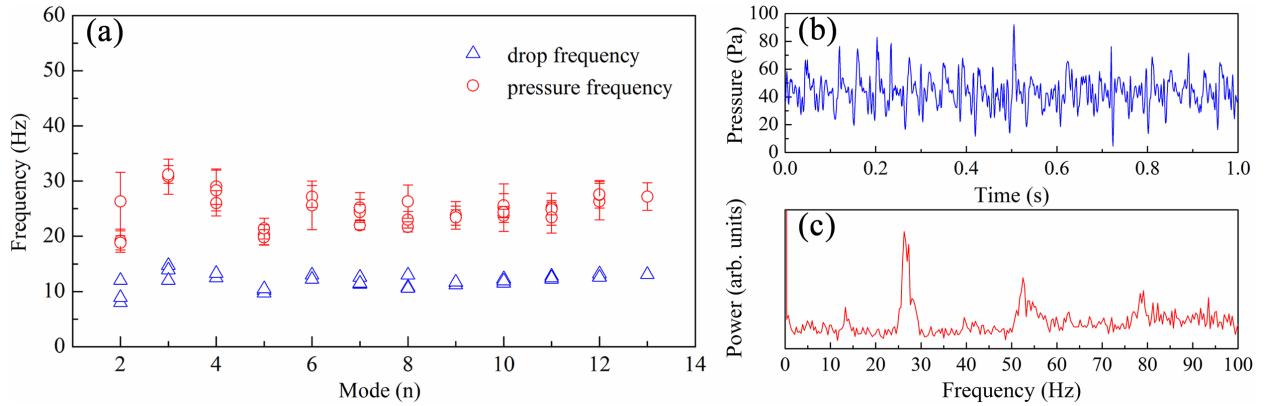 (a)
drop frequency
pressure frequency
Frequency (Hz)
60
50
40
30
20
10
0
2 4 6 8 10 12 14
Mode (n)
(b)
Pressure (Pa)
100
80
60
40
20
0
0.0 0.2 0.4 0.6 0.8 1.0
Time (s)
(c)
Power (arb. units)
0 10 20 30 40 50 60 70 80 90 100
Frequency (Hz)